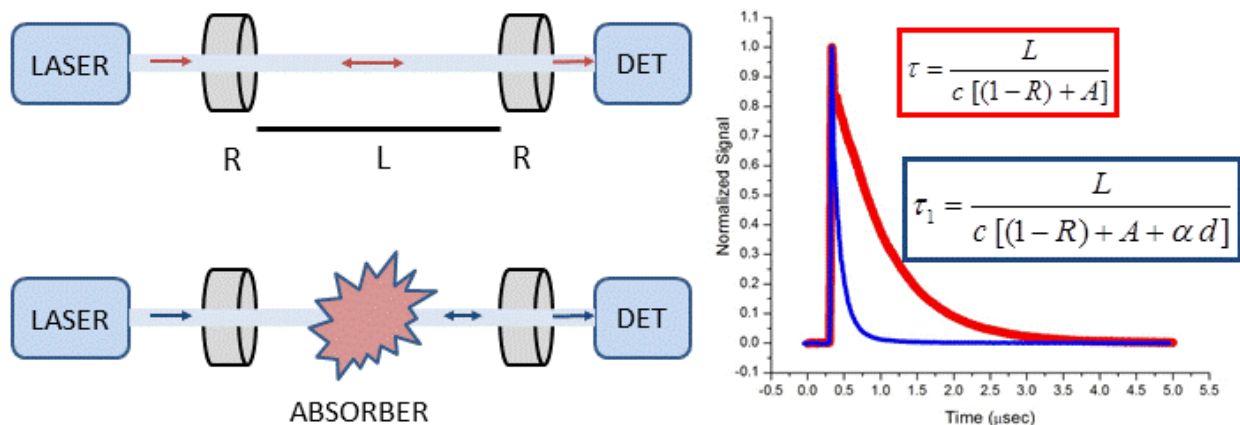 LASER
DET
R
L
R
LASER
DET
ABSORBER
Normalized Signal
1.0
0.9
0.8
0.7
0.6
0.5
0.4
0.3
0.2
0.1
0.0
-0.1
-0.5 0.0 0.5 1.0 1.5 2.0 2.5 3.0 3.5 4.0 4.5 5.0 5.5
Time (μsec)
τ = L / c [(1 − R) + A]
τ₁ = L / c [(1 − R) + A + α d]